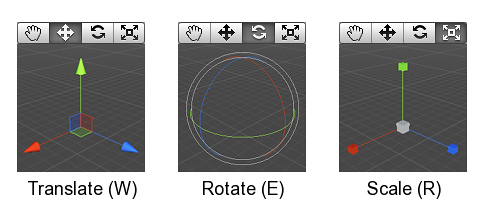 Translate (W)
Rotate (E)
Scale (R)